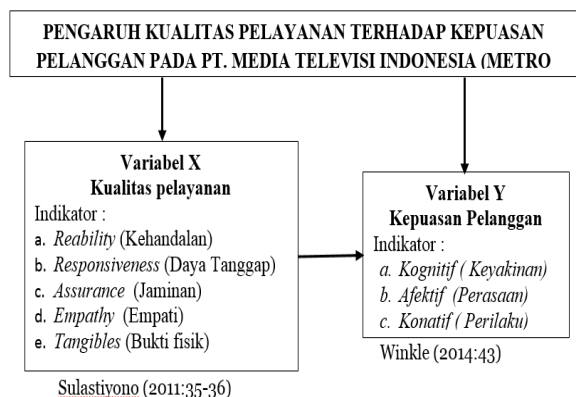 PENGARUH KUALITAS PELAYANAN TERHADAP KEPUASAN
PELANGGAN PADA PT. MEDIA TELEVISI INDONESIA (METRO
Variabel X
Kualitas pelayanan
Indikator :
a. Reability (Kehandalan)
b. Responsiveness (Daya Tanggap)
c. Assurance (Jaminan)
d. Empathy (Empati)
e. Tangibles (Bukti fisik)
Sulastiyono (2011:35-36)
Variabel Y
Kepuasan Pelanggan
Indikator :
a. Kognitif ( Keyakinan)
b. Afektif (Perasaan)
c. Konatif ( Perilaku)
Winkle (2014:43)